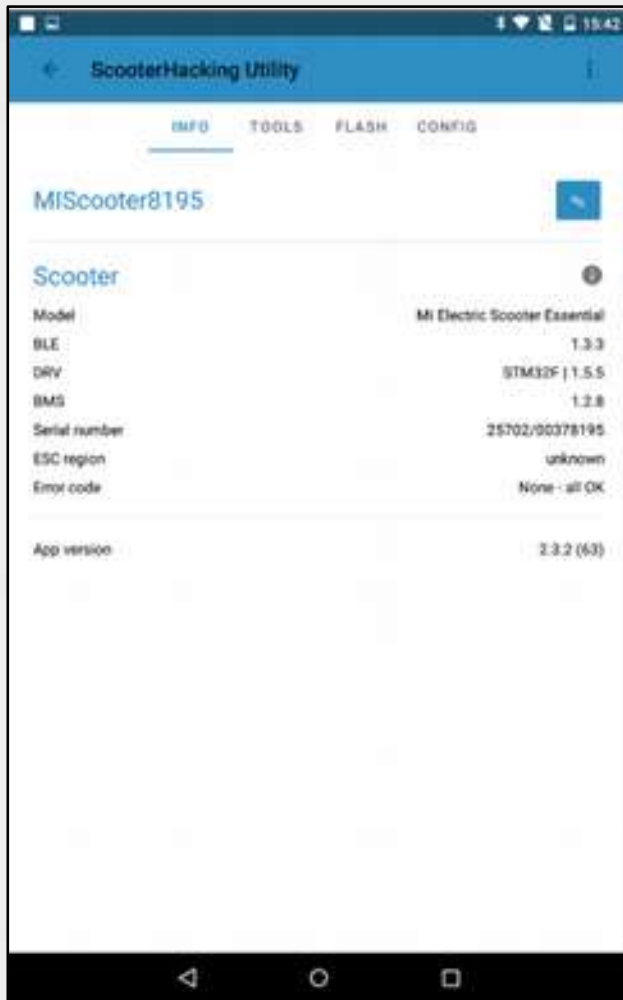 15:42
ScooterHacking Utility
INFO TOOLS FLASH CONFIG
MIScooter8195
Scooter
Model Mi Electric Scooter Essential
BLE 1.3.3
DRV STM32F | 1.5.5
BMS 1.2.8
Serial number 25702/00378195
ESC region unknown
Error code None - all OK
App version 2.3.2 (63)